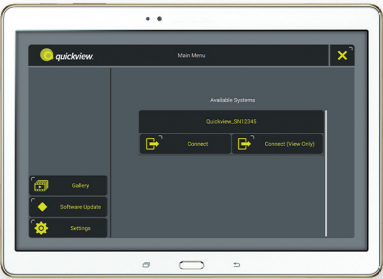 quickview.
Main Menu
Available Systems
Quickview_SN12345
Connect
Connect (View Only)
Gallery
Software Update
Settings